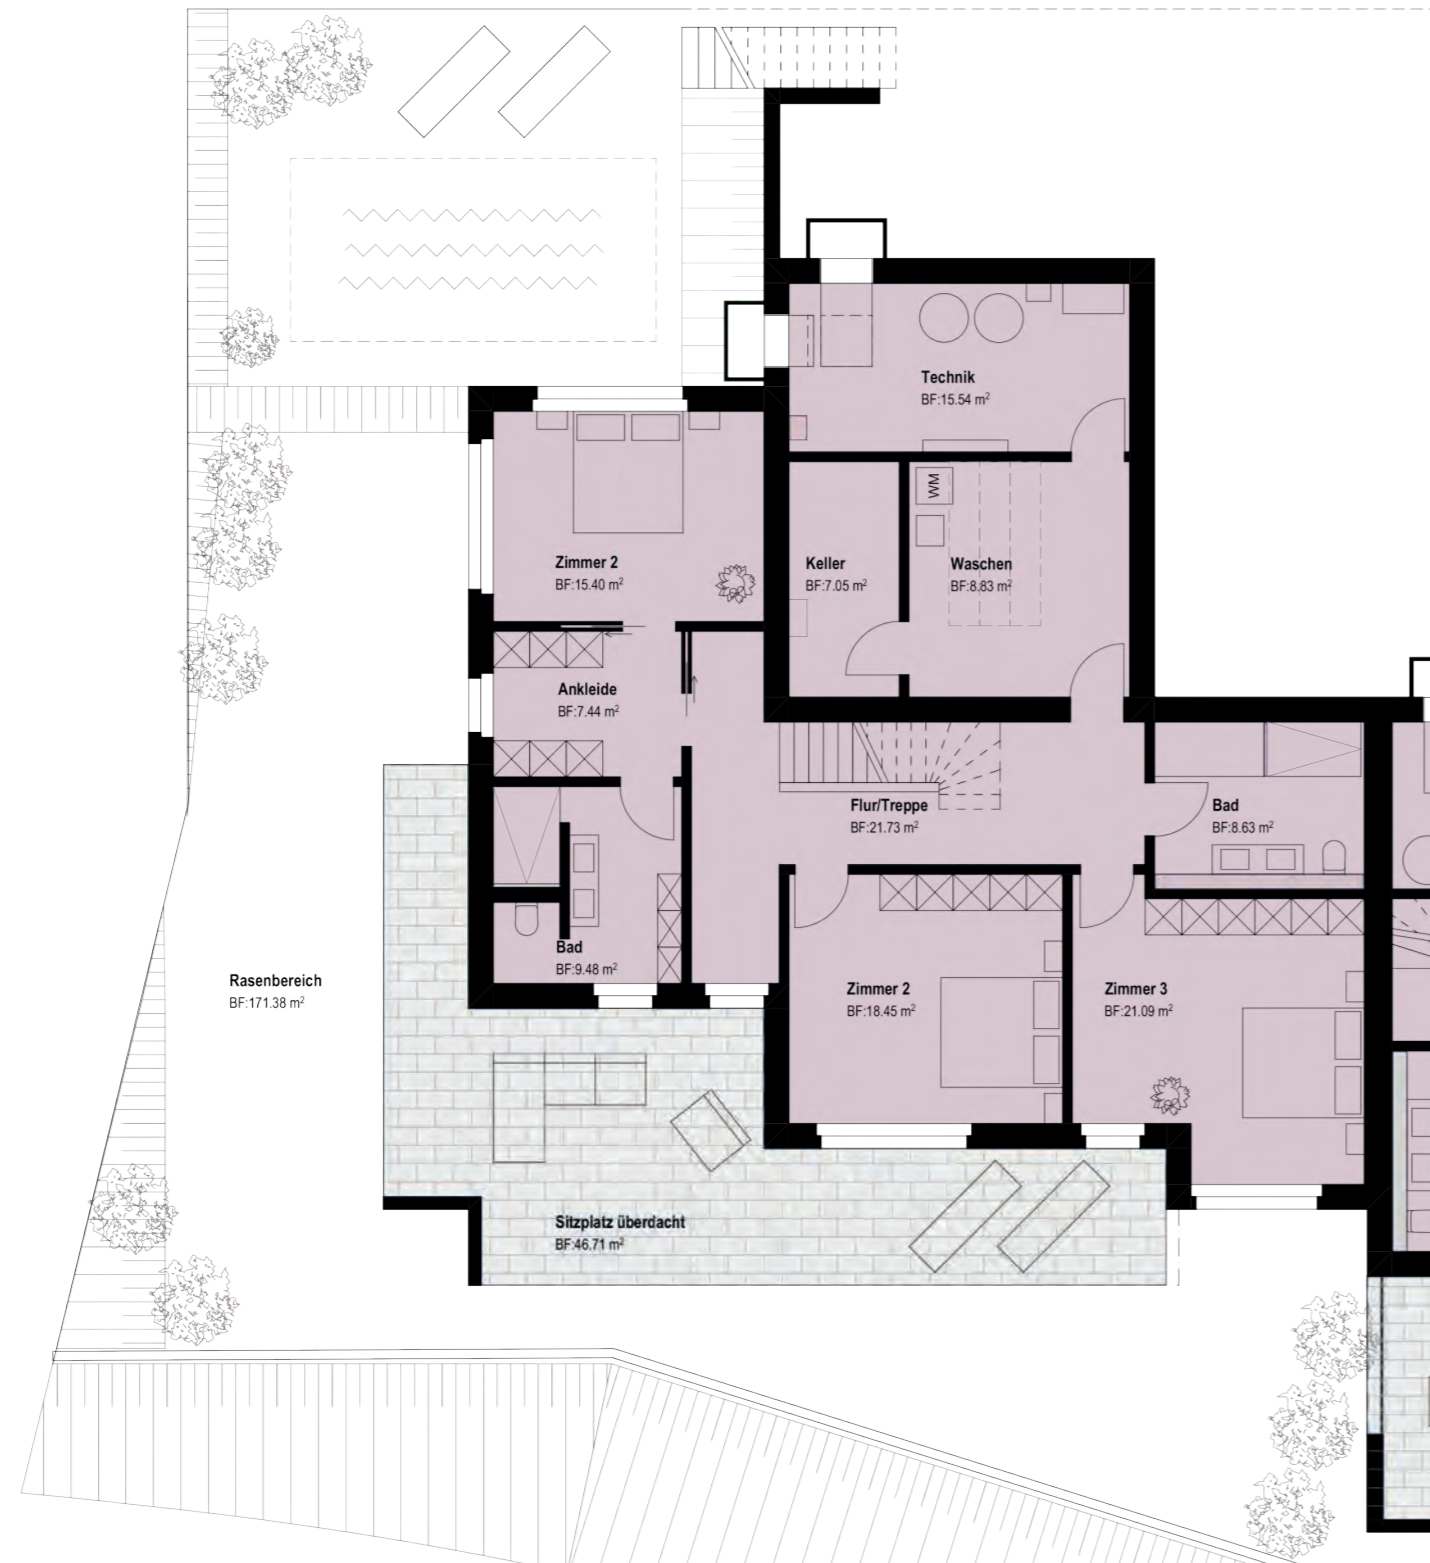 Technik
BF:15.54 m²
WM
Zimmer 2
BF:15.40 m²
Keller
BF:7.05 m²
Waschen
BF:8.83 m²
Ankleide
BF:7.44 m²
Flur/Treppe
BF:21.73 m²
Bad
BF:8.63 m²
Bad
BF:9.48 m²
Rasenbereich
BF:171.38 m²
Zimmer 2
BF:18.45 m²
Zimmer 3
BF:21.09 m²
Sitzplatz überdacht
BF:46.71 m²